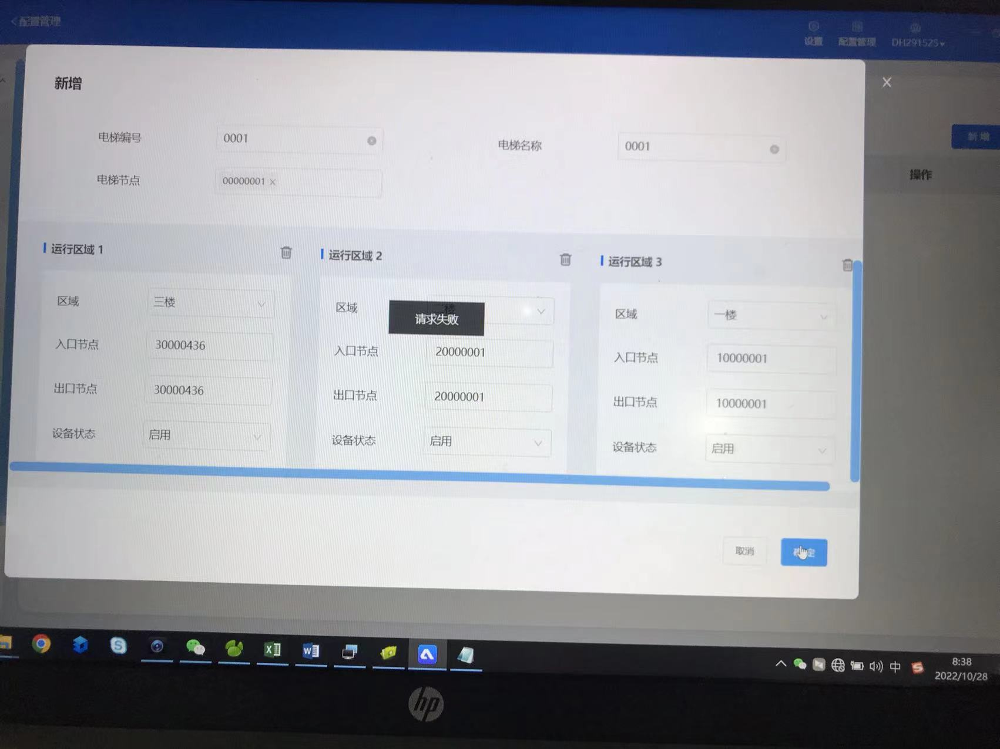 <配置管理
设置
配置管理
DH29152S
新增
新 增
操作
电梯编号
0001
电梯名称
0001
电梯节点
00000001 ×
运行区域 1
运行区域 2
运行区域 3
区域
三楼
区域
二楼
区域
一楼
请求失败
入口节点
30000436
入口节点
20000001
入口节点
10000001
出口节点
30000436
出口节点
20000001
出口节点
10000001
设备状态
启用
设备状态
启用
设备状态
启用
取消
确定
中
8:38
2022/10/28
hp